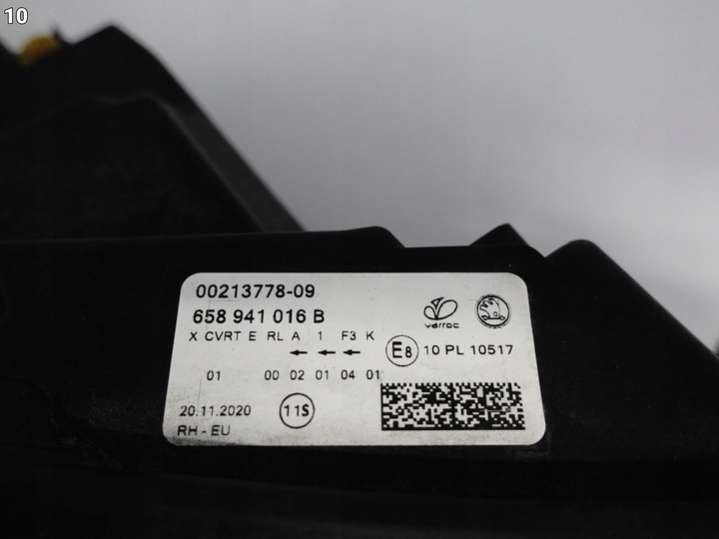 10
00213778-09
658 941 016 B
varroc
X CVRT E RL A 1 F3 K
← ← ←
E8 10 PL 10517
01 00 02 01 04 01
20.11.2020 11S
RH-EU